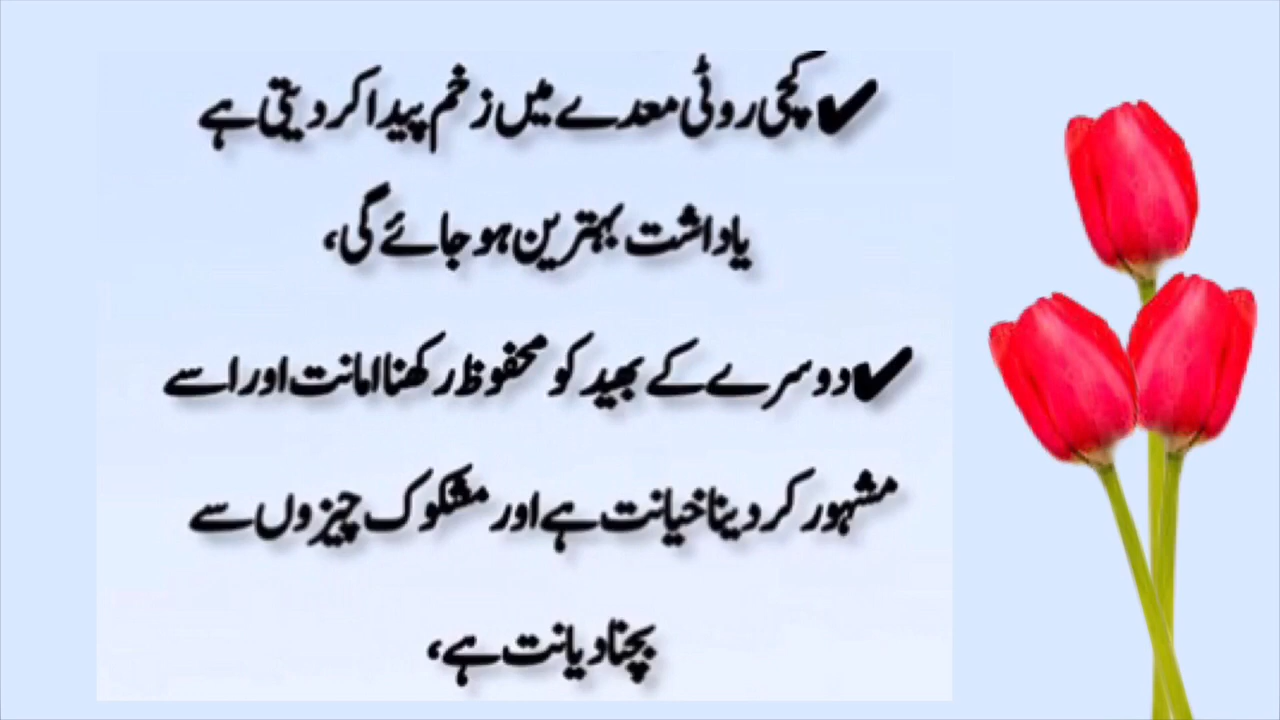 ✔کچی روٹی معدے میں زخم پیدا کر دیتی ہے
یاداشت بہترین ہو جائے گی،
✔دوسرے کے بھید کو محفوظ رکھنا امانت اور اسے
مشہور کر دینا خیانت ہے اور مشکوک چیزوں سے
بچنا دیانت ہے،